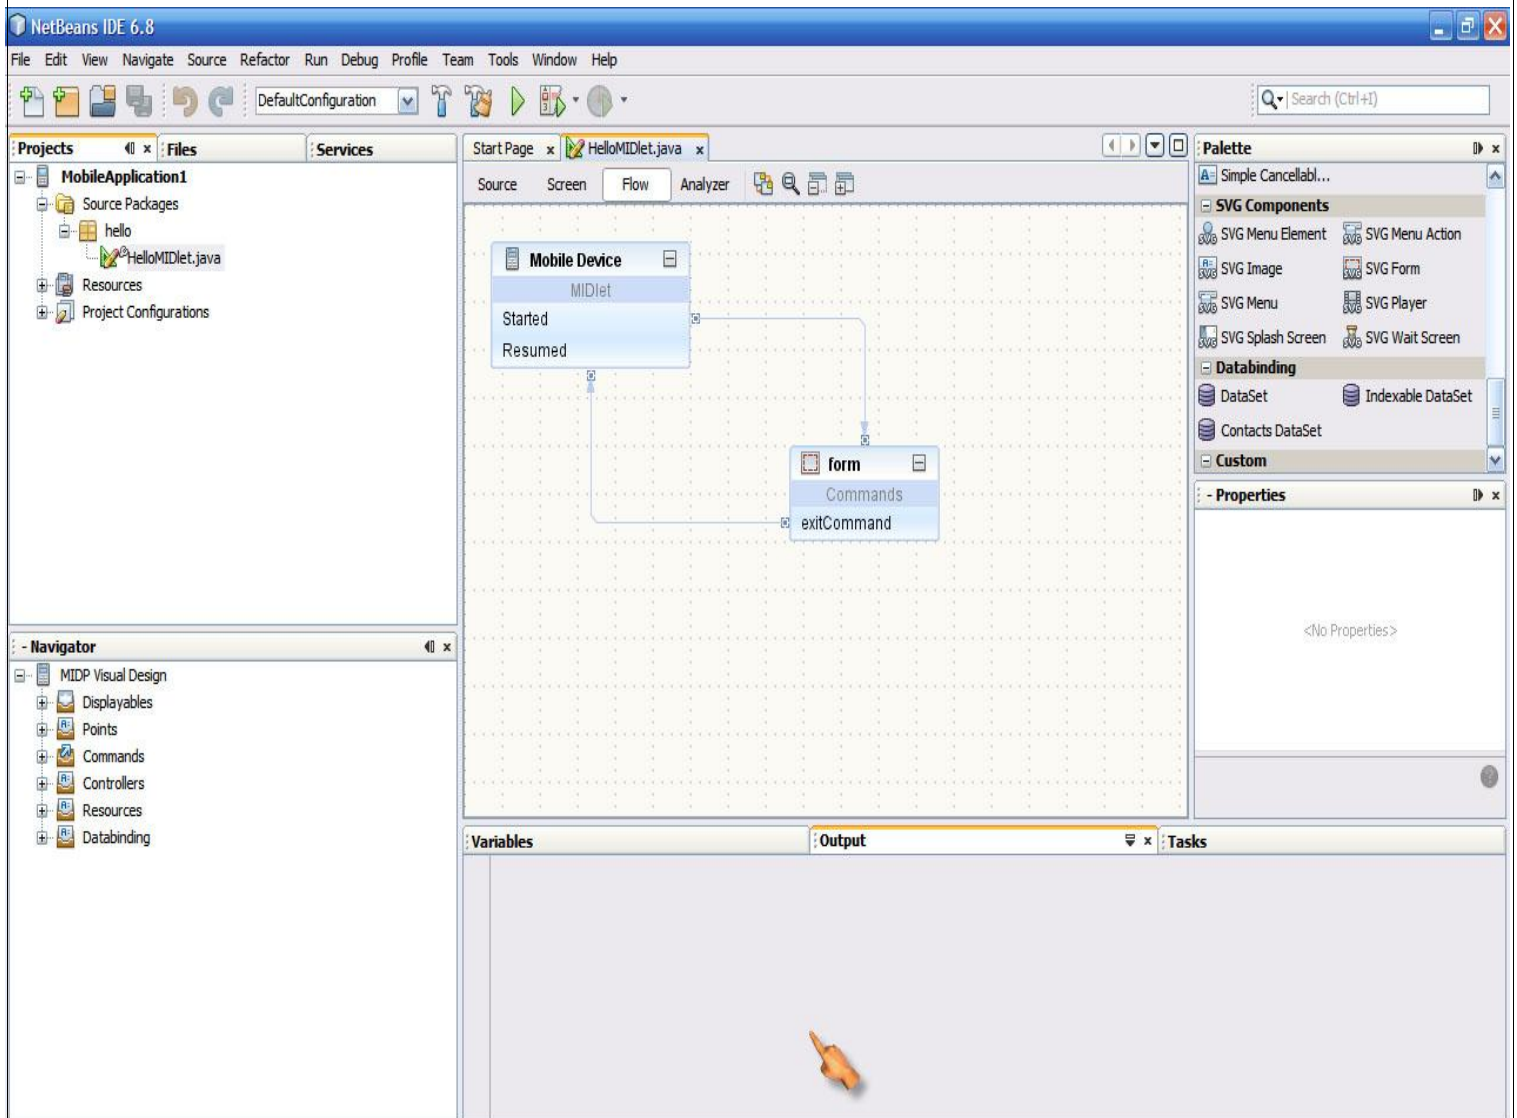 NetBeans IDE 6.8
File Edit View Navigate Source Refactor Run Debug Profile Team Tools Window Help
DefaultConfiguration
Search (Ctrl+I)
Projects Files Services
MobileApplication1
Source Packages
hello
HelloMIDlet.java
Resources
Project Configurations
- Navigator
MIDP Visual Design
Displayables
Points
Commands
Controllers
Resources
Databinding
Start Page x HelloMIDlet.java x
Source Screen Flow Analyzer
Mobile Device
MIDlet
Started
Resumed
form
Commands
exitCommand
Palette
Simple Cancellabl...
SVG Components
SVG Menu Element SVG Menu Action
SVG Image SVG Form
SVG Menu SVG Player
SVG Splash Screen SVG Wait Screen
Databinding
DataSet Indexable DataSet
Contacts DataSet
Custom
- Properties
<No Properties>
Variables Output Tasks